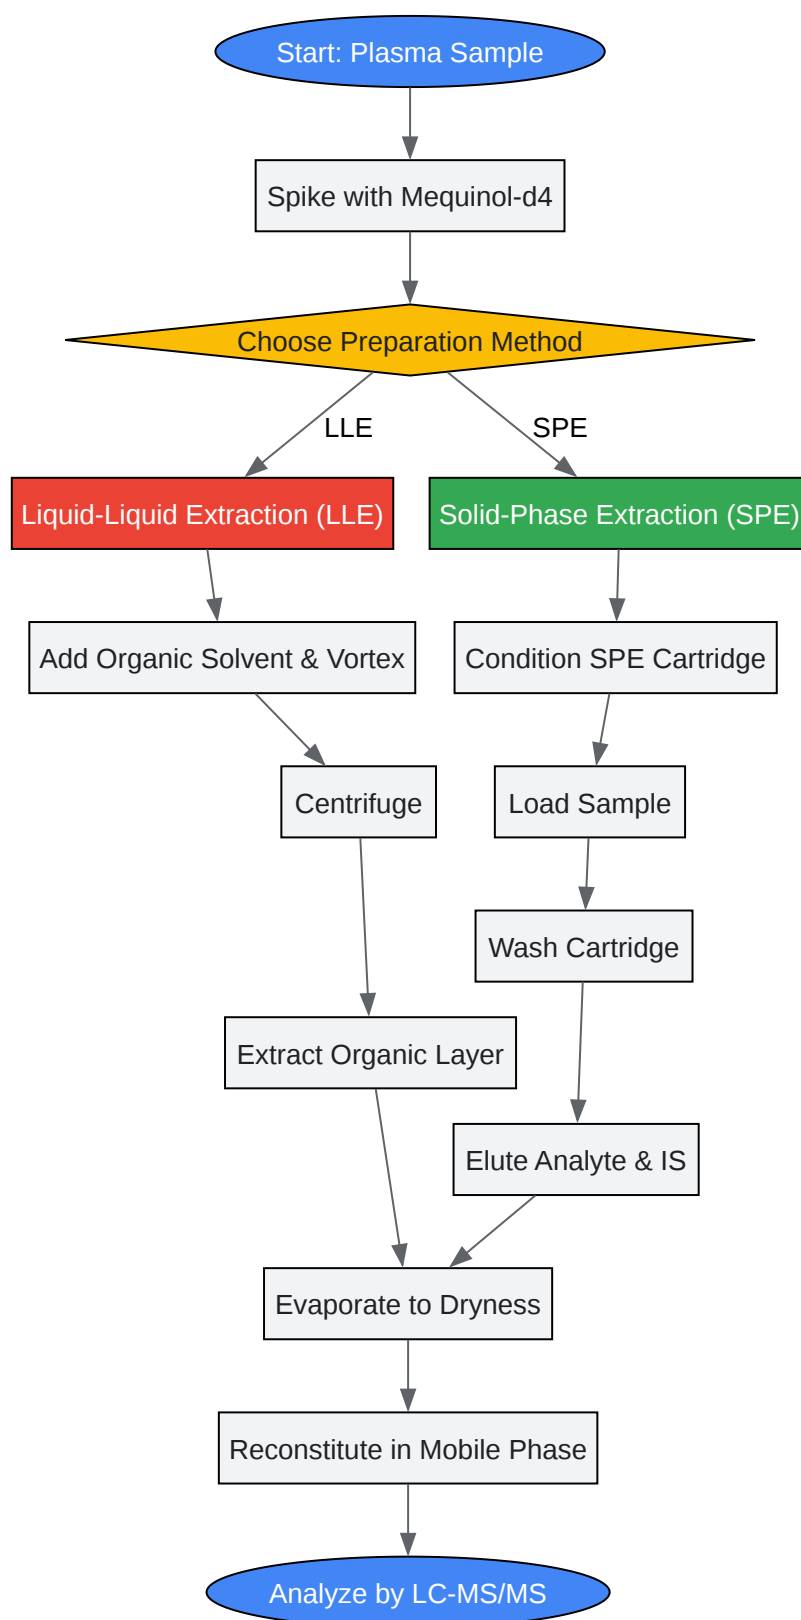 Start: Plasma Sample
Spike with Mequinol-d4
Choose Preparation Method
LLE
SPE
Liquid-Liquid Extraction (LLE)
Solid-Phase Extraction (SPE)
Add Organic Solvent & Vortex
Condition SPE Cartridge
Centrifuge
Load Sample
Wash Cartridge
Extract Organic Layer
Elute Analyte & IS
Evaporate to Dryness
Reconstitute in Mobile Phase
Analyze by LC-MS/MS